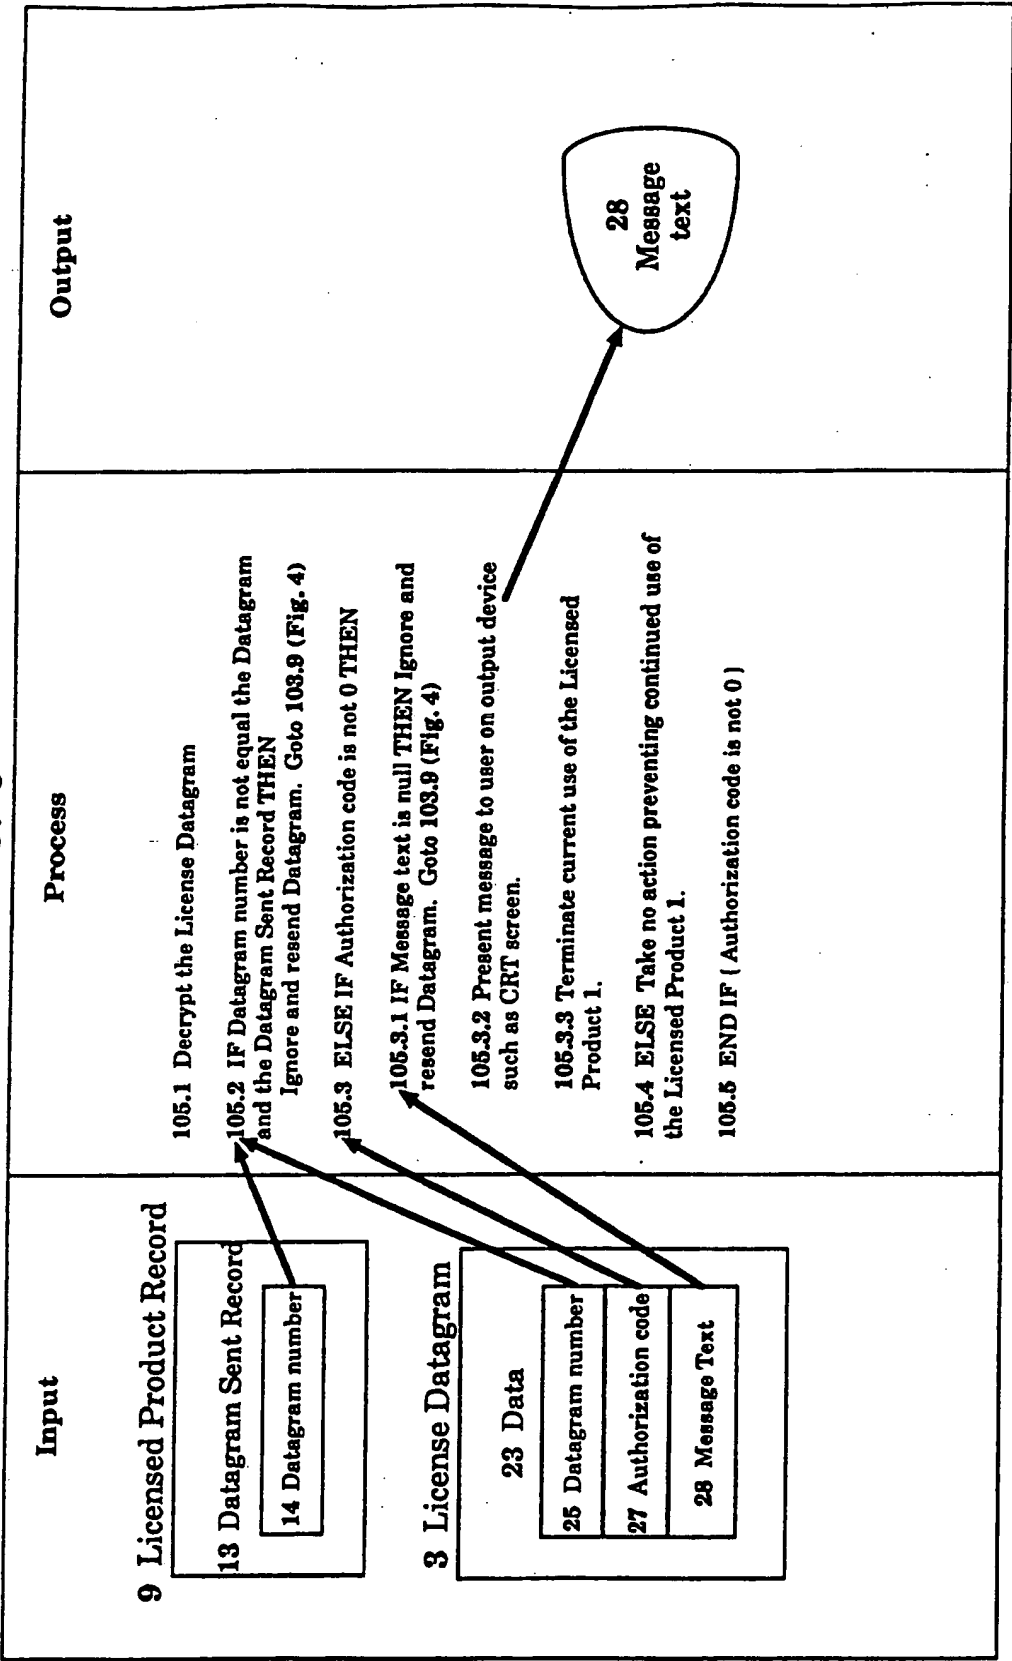 Input
Process
Output
9 Licensed Product Record
13 Datagram Sent Record
14 Datagram number
3 License Datagram
23 Data
25 Datagram number
27 Authorization code
28 Message Text
105.1 Decrypt the License Datagram
105.2 IF Datagram number is not equal the Datagram
and the Datagram Sent Record THEN
Ignore and resend Datagram. Goto 103.9 (Fig. 4)
105.3 ELSE IF Authorization code is not 0 THEN
105.3.1 IF Message text is null THEN Ignore and
resend Datagram. Goto 103.9 (Fig. 4)
105.3.2 Present message to user on output device
such as CRT screen.
105.3.3 Terminate current use of the Licensed
Product 1.
105.4 ELSE Take no action preventing continued use of
the Licensed Product 1.
105.5 END IF { Authorization code is not 0 }
28
Message
text